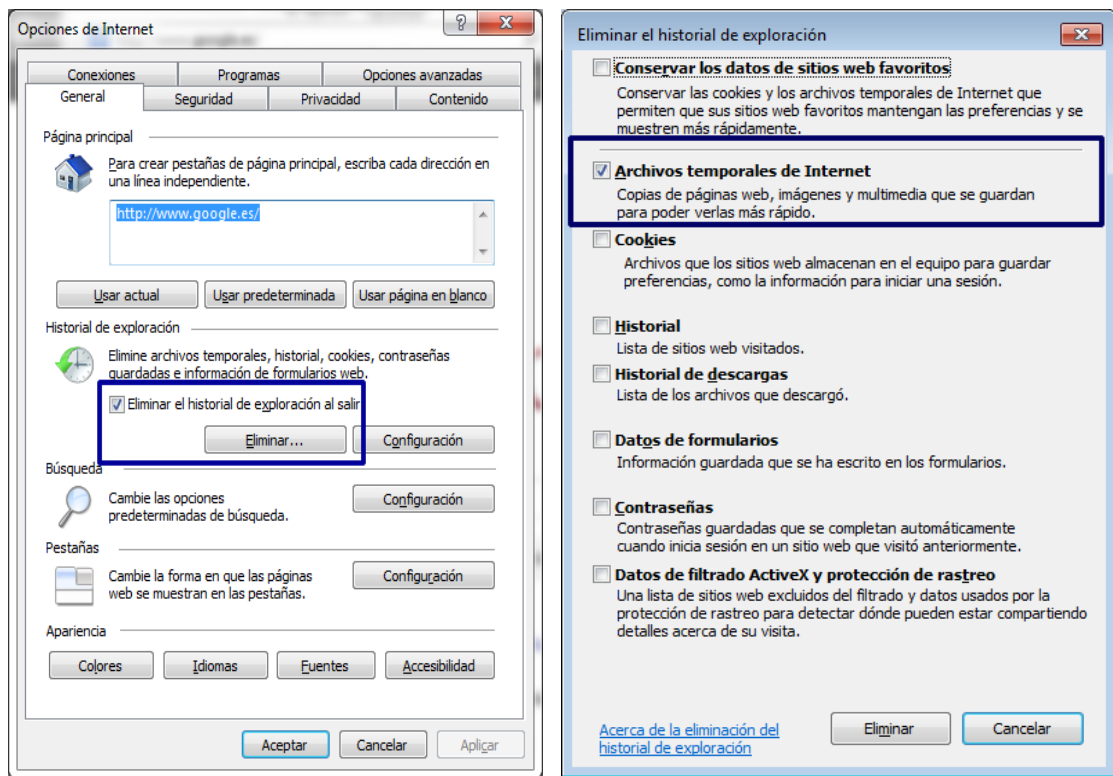 Opciones de Internet
Conexiones
Programas
Opciones avanzadas
General
Seguridad
Privacidad
Contenido
Página principal
Para crear pestañas de página principal, escriba cada dirección en
una línea independiente.
http://www.google.es/
Usar actual
Usar predeterminada
Usar página en blanco
Historial de exploración
Elimine archivos temporales, historial, cookies, contraseñas
guardadas e información de formularios web.
Eliminar el historial de exploración al salir
Eliminar...
Configuración
Búsqueda
Cambie las opciones
predeterminadas de búsqueda.
Configuración
Pestañas
Cambie la forma en que las páginas
web se muestran en las pestañas.
Configuración
Apariencia
Colores
Idiomas
Fuentes
Accesibilidad
Aceptar
Cancelar
Aplicar
Eliminar el historial de exploración
Conservar los datos de sitios web favoritos
Conservar las cookies y los archivos temporales de Internet que
permiten que sus sitios web favoritos mantengan las preferencias y se
muestren más rápidamente.
Archivos temporales de Internet
Copias de páginas web, imágenes y multimedia que se guardan
para poder verlas más rápido.
Cookies
Archivos que los sitios web almacenan en el equipo para guardar
preferencias, como la información para iniciar una sesión.
Historial
Lista de sitios web visitados.
Historial de descargas
Lista de los archivos que descargó.
Datos de formularios
Información guardada que se ha escrito en los formularios.
Contraseñas
Contraseñas guardadas que se completan automáticamente
cuando inicia sesión en un sitio web que visitó anteriormente.
Datos de filtrado ActiveX y protección de rastreo
Una lista de sitios web excluidos del filtrado y datos usados por la
protección de rastreo para detectar dónde pueden estar compartiendo
detalles acerca de su visita.
Acerca de la eliminación del
historial de exploración
Eliminar
Cancelar